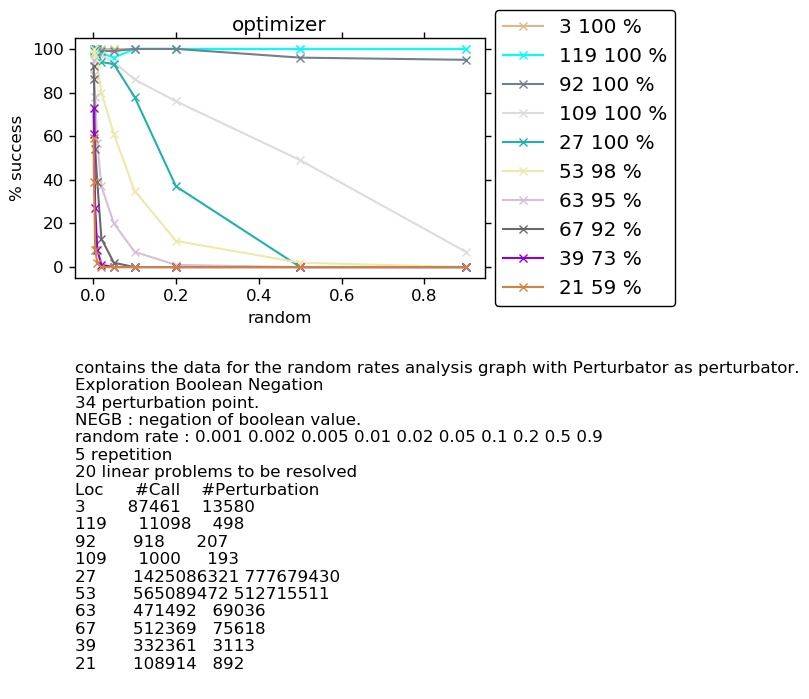 optimizer
100
80
60
40
20
0
% success
0.0 0.2 0.4 0.6 0.8
random
3 100 %
119 100 %
92 100 %
109 100 %
27 100 %
53 98 %
63 95 %
67 92 %
39 73 %
21 59 %
contains the data for the random rates analysis graph with Perturbator as perturbator.
Exploration Boolean Negation
34 perturbation point.
NEGB : negation of boolean value.
random rate : 0.001 0.002 0.005 0.01 0.02 0.05 0.1 0.2 0.5 0.9
5 repetition
20 linear problems to be resolved
Loc #Call #Perturbation
3 87461 13580
119 11098 498
92 918 207
109 1000 193
27 1425086321 777679430
53 565089472 512715511
63 471492 69036
67 512369 75618
39 332361 3113
21 108914 892